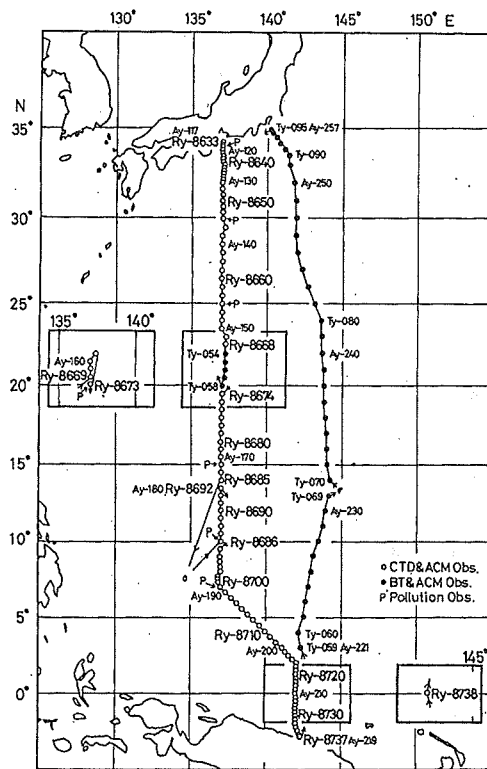 130° 135° 140° 145° E
N
35°
30°
25°
20°
15°
10°
5°
0°
130° 135° 140° 145°
Ay-117
Ry-8633
P
Ay-120
Ry-8640
Ay-130
Ry-8650
P
Ay-140
Ry-8660
P
Ay-150
Ry-8668
Ty-054
Ty-058
Ry-8674
Ry-8680
Ay-170
P
Ry-8685
Ay-180 Ry-8692
Ry-8690
P
Ry-8686
P
Ry-8700
Ay-190
Ry-8710
Ay-200
Ry-8720
Ay-210
Ry-8730
Ry-8737 Ay-219
Ty-095 Ay-257
Ty-090
Ay-250
Ty-080
Ay-240
Ty-070
P
Ty-069
Ay-230
Ty-060
Ty-059 Ay-221
135° 140°
Ay-160
Ry-8669
Ry-8673
P
CTD&ACM Obs.
BT&ACM Obs.
P Pollution Obs.
145°
Ry-8738